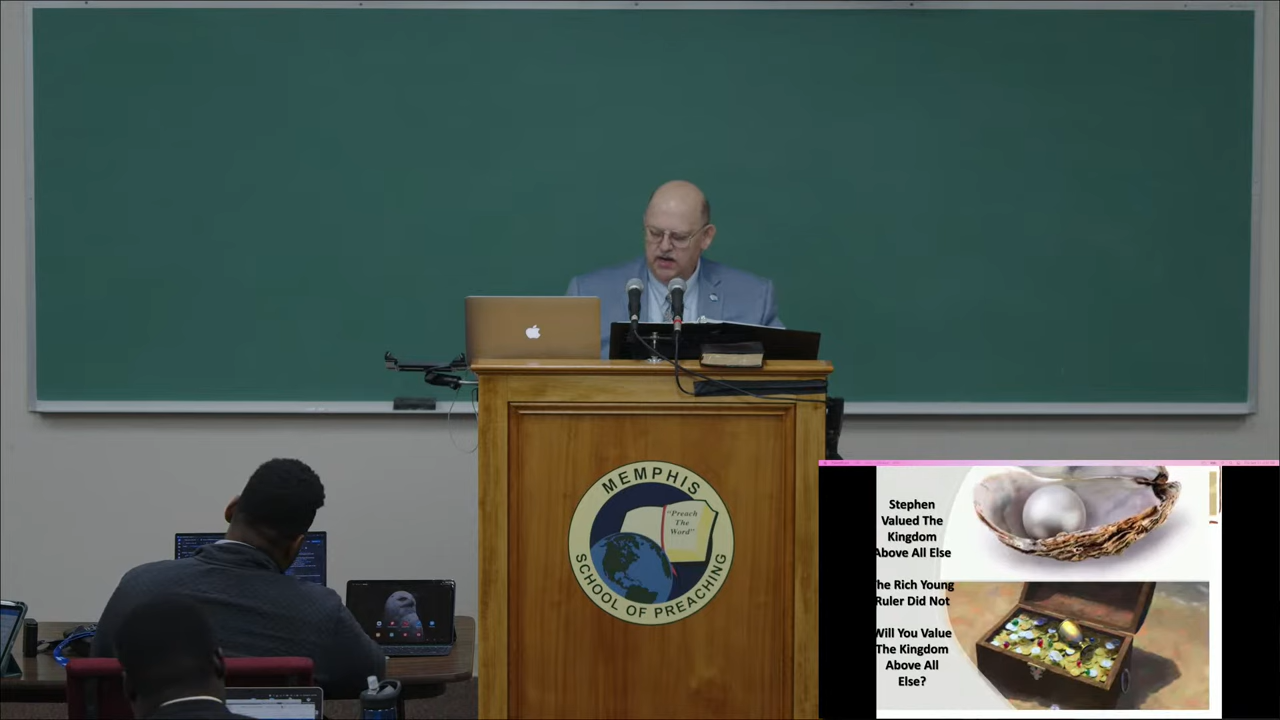 MEMPHIS
"Preach
The
Word"
SCHOOL OF PREACHING
Stephen
Valued The
Kingdom
Above All Else
he Rich Young
Ruler Did Not
Will You Value
The Kingdom
Above All
Else?